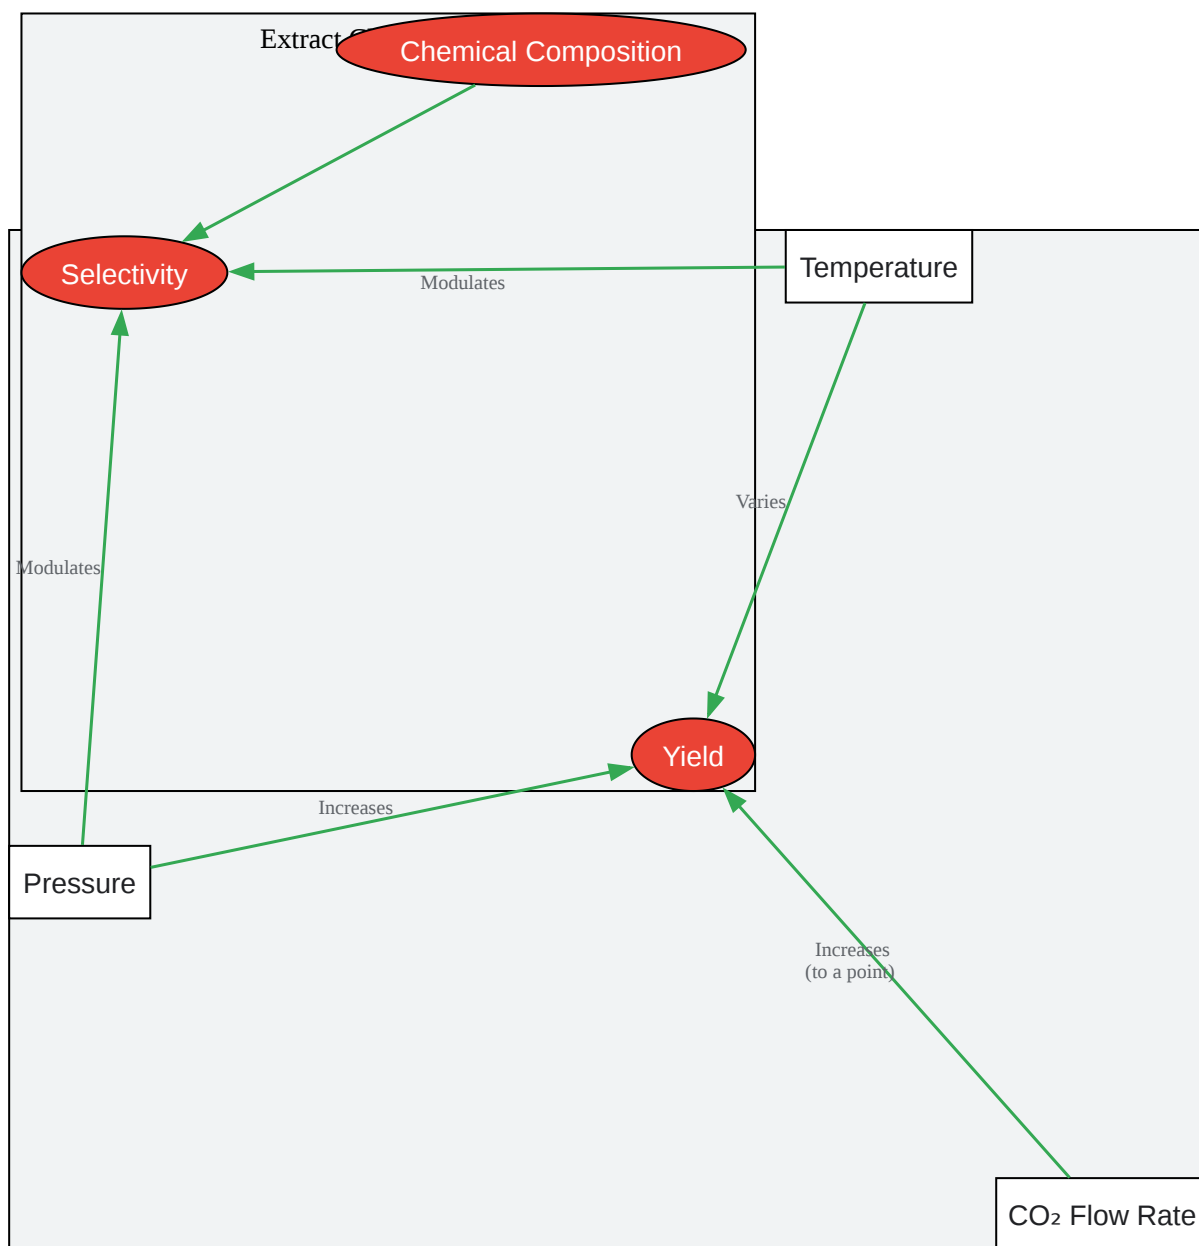 Extract
Chemical Composition
Selectivity
Temperature
Modulates
Varies
Modulates
Yield
Increases
Pressure
Increases
(to a point)
CO₂ Flow Rate